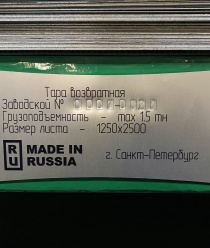 Тара возвратная
Заводской №
Грузоподъемность - max 1.5 тн
Размер листа - 1250х2500
RU MADE IN RUSSIA
г. Санкт-Петербург